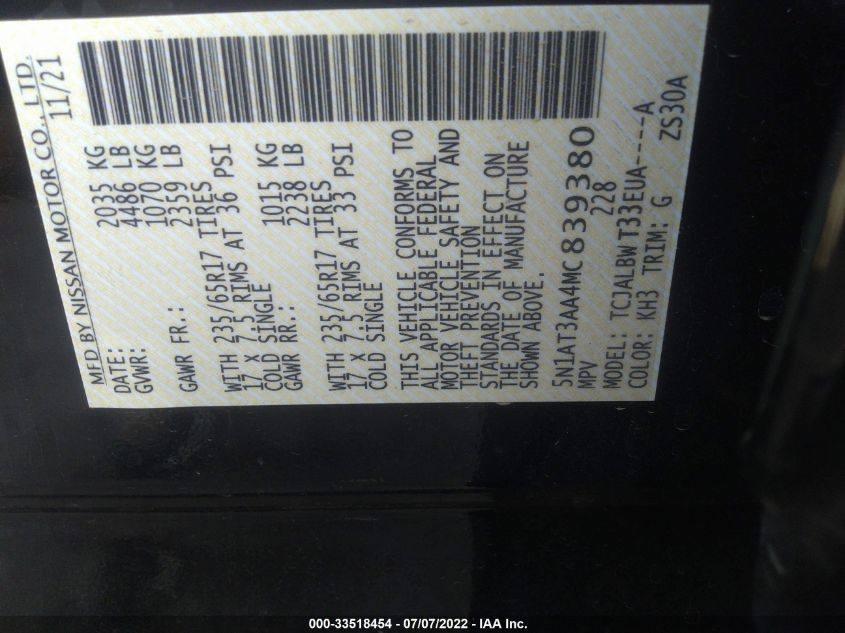 MFD BY NISSAN MOTOR CO., LTD.
DATE: 11/21
GVWR: 2035 KG
4486 LB
GAWR FR.: 1070 KG
2359 LB
WITH 235/65R17 TIRES
17 X 7.5 RIMS AT 36 PSI
COLD SINGLE
GAWR RR.: 1015 KG
2238 LB
WITH 235/65R17 TIRES
17 X 7.5 RIMS AT 33 PSI
COLD SINGLE
THIS VEHICLE CONFORMS TO
ALL APPLICABLE FEDERAL
MOTOR VEHICLE SAFETY AND
THEFT PREVENTION
STANDARDS IN EFFECT ON
THE DATE OF MANUFACTURE
SHOWN ABOVE.
5N1AT3AA4MC839380
MPV 228
MODEL: TCJALBW T33EUA----A
COLOR: KH3 TRIM: G ZS30A
000-33518454 - 07/07/2022 - IAA Inc.